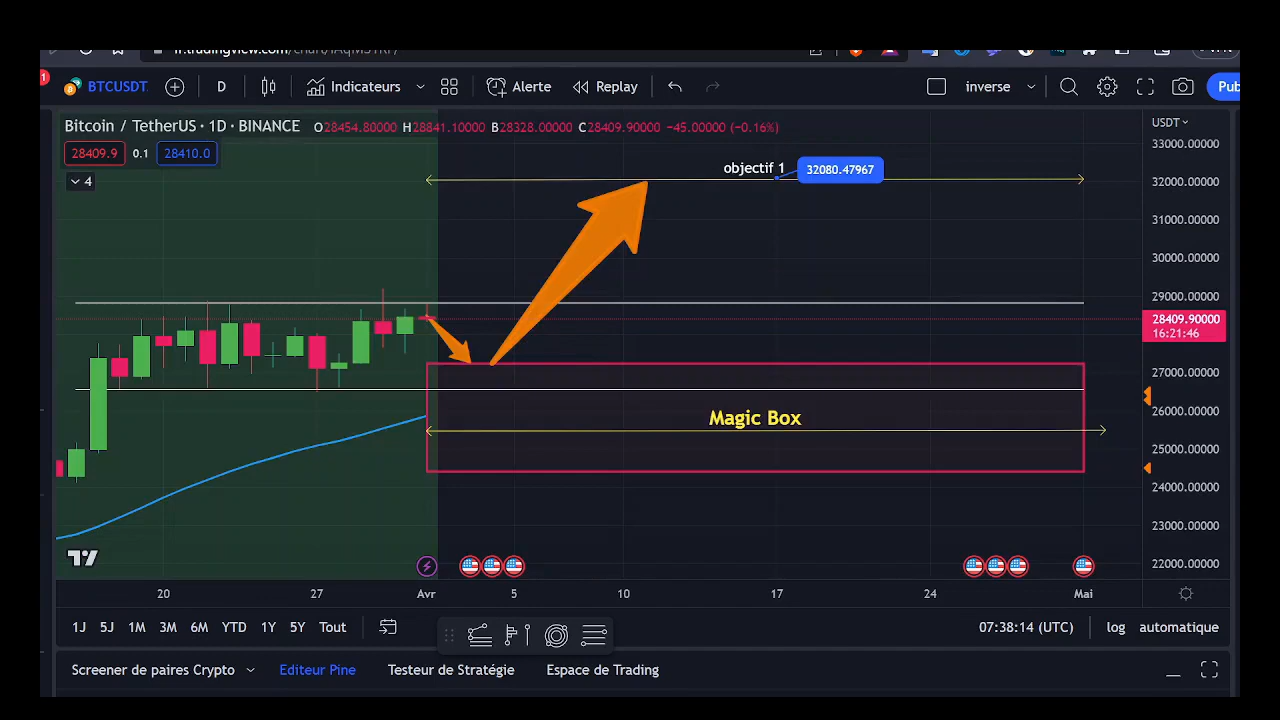 BTCUSDT
D
Indicateurs
Alerte
Replay
inverse
Pub
Bitcoin / TetherUS · 1D · BINANCE O28454.80000 H28841.10000 B28328.00000 C28409.90000 −45.00000 (−0.16%)
USDT
28409.9 0.1 28410.0
4
objectif 1
32080.47967
33000.00000
32000.00000
31000.00000
30000.00000
29000.00000
28409.90000
16:21:46
27000.00000
26000.00000
25000.00000
24000.00000
23000.00000
22000.00000
Magic Box
20 27 Avr 5 10 17 24 Mai
1J 5J 1M 3M 6M YTD 1Y 5Y Tout
07:38:14 (UTC) log automatique
Screener de paires Crypto Editeur Pine Testeur de Stratégie Espace de Trading